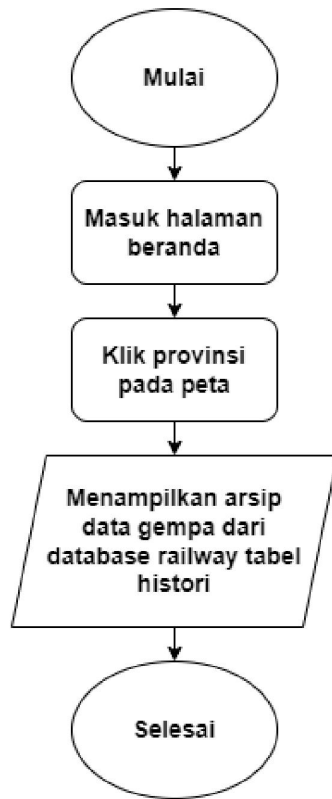 Mulai
Masuk halaman
beranda
Klik provinsi
pada peta
Menampilkan arsip
data gempa dari
database railway tabel
histori
Selesai